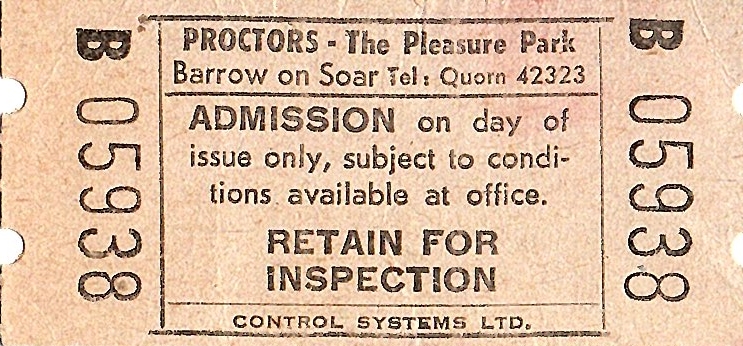 B 05938
PROCTORS - The Pleasure Park
Barrow on Soar Tel: Quorn 42323
ADMISSION on day of
issue only, subject to condi-
tions available at office.
RETAIN FOR
INSPECTION
CONTROL SYSTEMS LTD.
B 05938